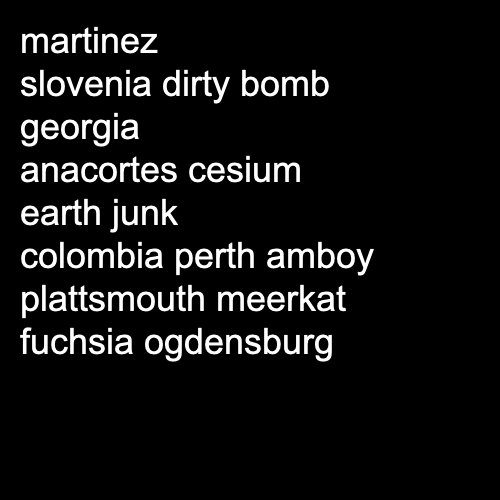 martinez
slovenia dirty bomb
georgia
anacortes cesium
earth junk
colombia perth amboy
plattsmouth meerkat
fuchsia ogdensburg